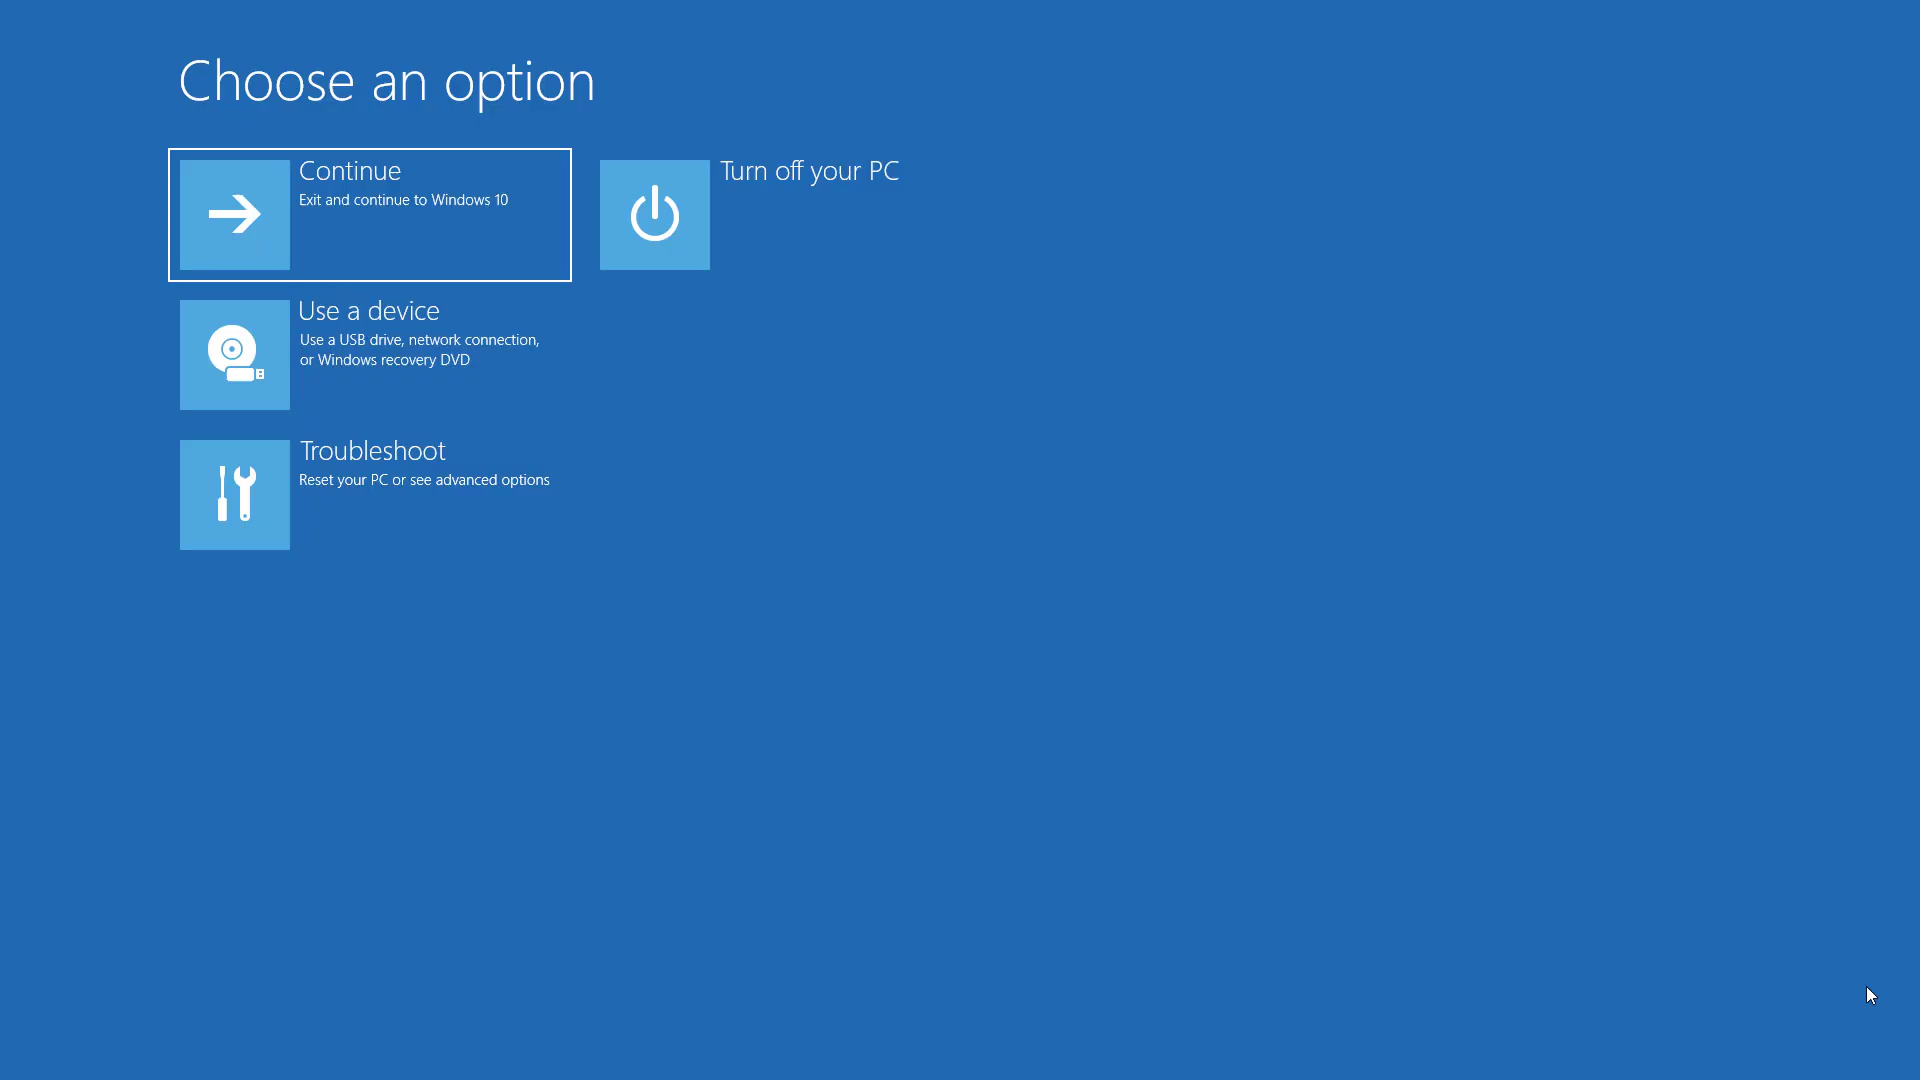 Choose an option
Continue
Exit and continue to Windows 10
Turn off your PC
Use a device
Use a USB drive, network connection,
or Windows recovery DVD
Troubleshoot
Reset your PC or see advanced options